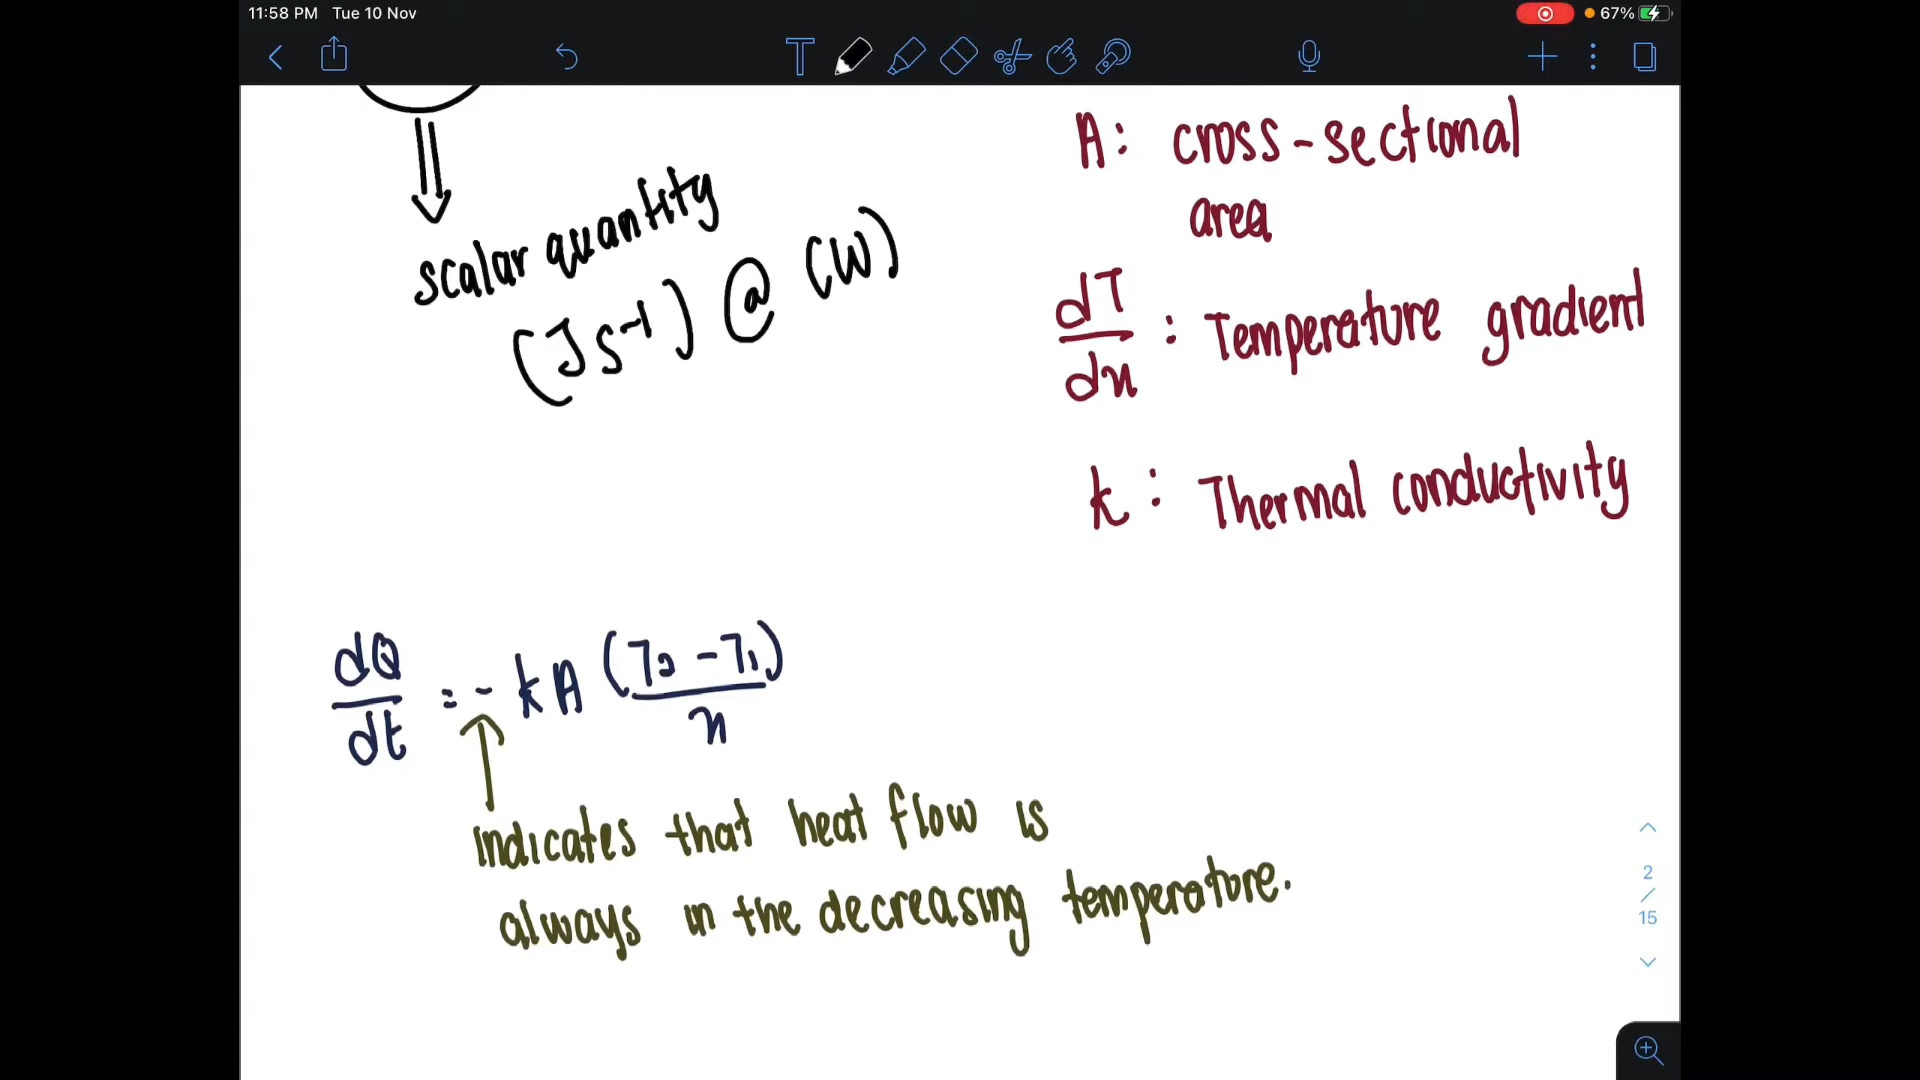 11:58 PM Tue 10 Nov
67%
T
scalar quantity
(Js⁻¹) @ (W)
A: cross-sectional
area
dT/dx : Temperature gradient
k : Thermal conductivity
dQ/dt = - kA (T₂ - T₁)/x
indicates that heat flow is
always in the decreasing temperature.
2
/
15